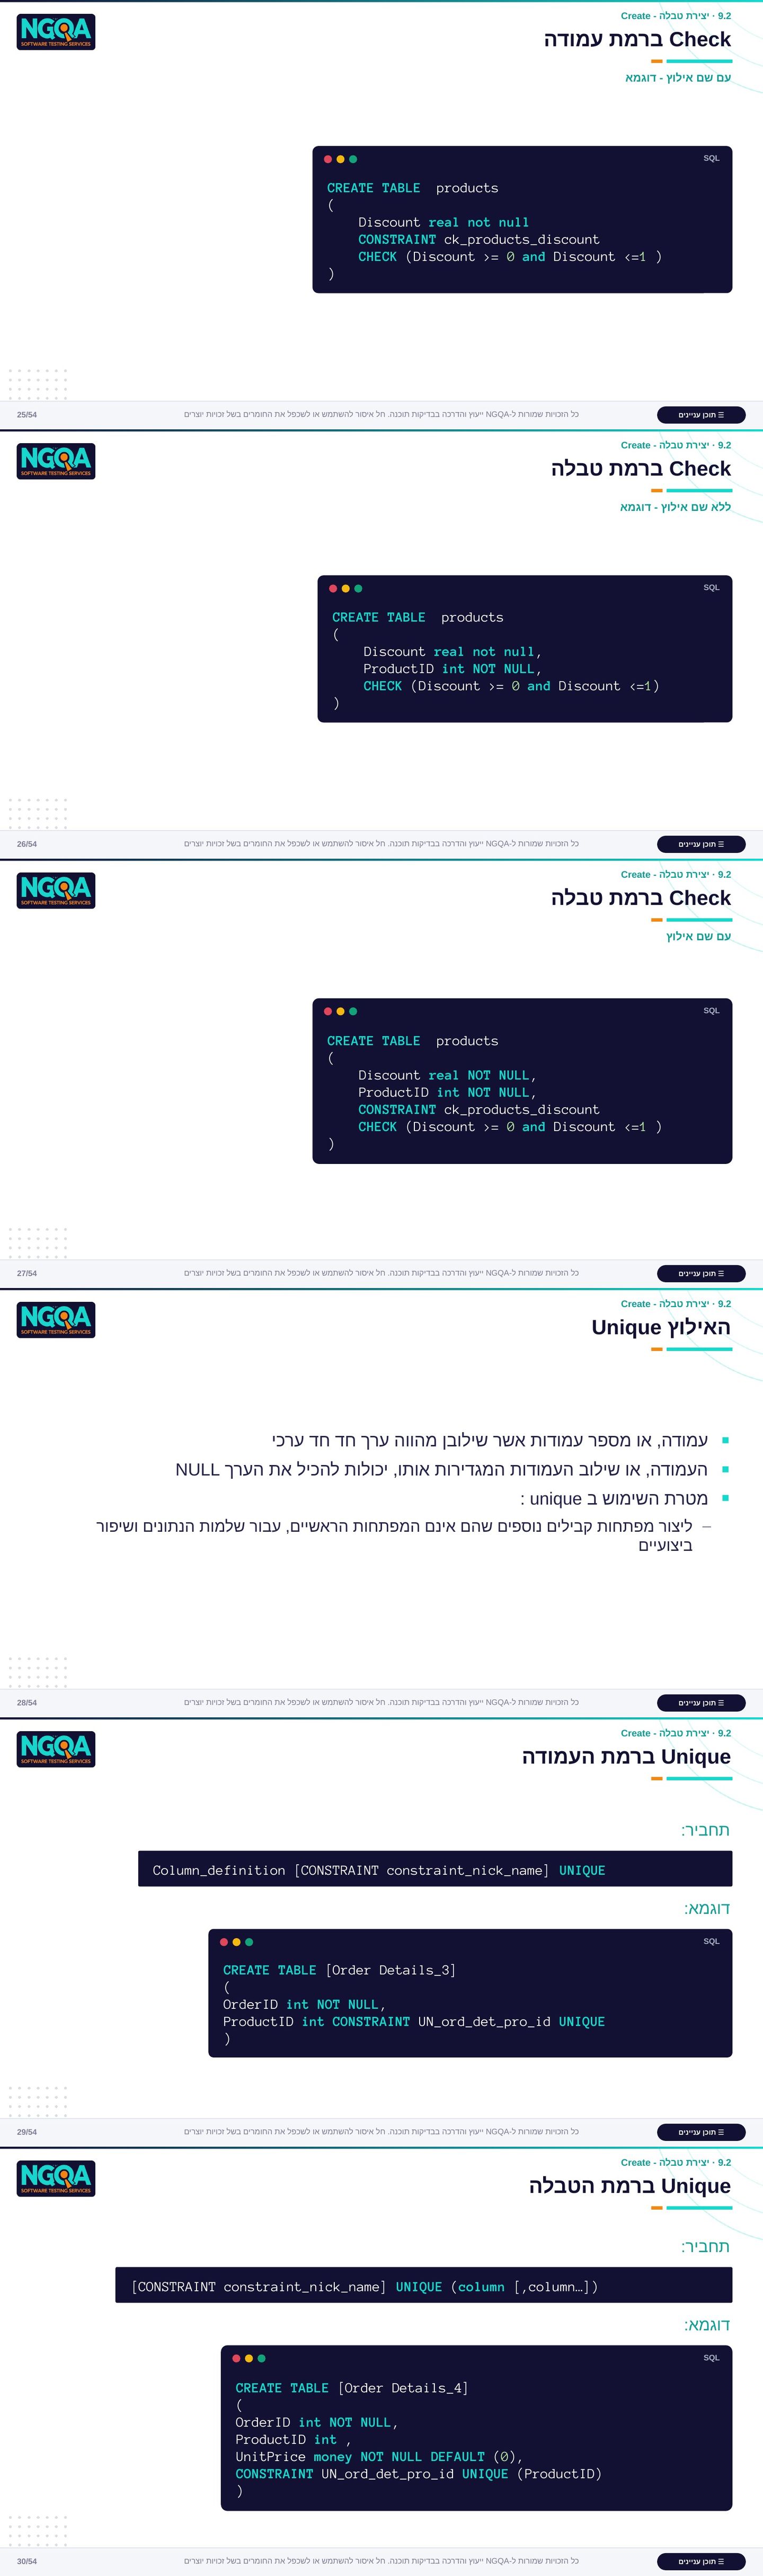 9.2 · יצירת טבלה - Create
NGQA
SOFTWARE TESTING SERVICES
Check ברמת עמודה
עם שם אילוץ - דוגמא
SQL
CREATE TABLE  products
(
    Discount real not null
    CONSTRAINT ck_products_discount
    CHECK (Discount >= 0 and Discount <=1 )
)
☰ תוכן עניינים
כל הזכויות שמורות ל-NGQA ייעוץ והדרכה בבדיקות תוכנה. חל איסור להשתמש או לשכפל את החומרים בשל זכויות יוצרים
25/54
9.2 · יצירת טבלה - Create
NGQA
SOFTWARE TESTING SERVICES
Check ברמת טבלה
ללא שם אילוץ - דוגמא
SQL
CREATE TABLE  products
(
    Discount real not null,
    ProductID int NOT NULL,
    CHECK (Discount >= 0 and Discount <=1)
)
☰ תוכן עניינים
כל הזכויות שמורות ל-NGQA ייעוץ והדרכה בבדיקות תוכנה. חל איסור להשתמש או לשכפל את החומרים בשל זכויות יוצרים
26/54
9.2 · יצירת טבלה - Create
NGQA
SOFTWARE TESTING SERVICES
Check ברמת טבלה
עם שם אילוץ
SQL
CREATE TABLE  products
(
    Discount real NOT NULL,
    ProductID int NOT NULL,
    CONSTRAINT ck_products_discount
    CHECK (Discount >= 0 and Discount <=1 )
)
☰ תוכן עניינים
כל הזכויות שמורות ל-NGQA ייעוץ והדרכה בבדיקות תוכנה. חל איסור להשתמש או לשכפל את החומרים בשל זכויות יוצרים
27/54
9.2 · יצירת טבלה - Create
NGQA
SOFTWARE TESTING SERVICES
האילוץ Unique
עמודה, או מספר עמודות אשר שילובן מהווה ערך חד חד ערכי
העמודה, או שילוב העמודות המגדירות אותו, יכולות להכיל את הערך NULL
מטרת השימוש ב unique :
– ליצור מפתחות קבילים נוספים שהם אינם המפתחות הראשיים, עבור שלמות הנתונים ושיפור
ביצועיים
☰ תוכן עניינים
כל הזכויות שמורות ל-NGQA ייעוץ והדרכה בבדיקות תוכנה. חל איסור להשתמש או לשכפל את החומרים בשל זכויות יוצרים
28/54
9.2 · יצירת טבלה - Create
NGQA
SOFTWARE TESTING SERVICES
Unique ברמת העמודה
תחביר:
Column_definition [CONSTRAINT constraint_nick_name] UNIQUE
דוגמא:
SQL
CREATE TABLE [Order Details_3]
(
OrderID int NOT NULL,
ProductID int CONSTRAINT UN_ord_det_pro_id UNIQUE
)
☰ תוכן עניינים
כל הזכויות שמורות ל-NGQA ייעוץ והדרכה בבדיקות תוכנה. חל איסור להשתמש או לשכפל את החומרים בשל זכויות יוצרים
29/54
9.2 · יצירת טבלה - Create
NGQA
SOFTWARE TESTING SERVICES
Unique ברמת הטבלה
תחביר:
[CONSTRAINT constraint_nick_name] UNIQUE (column [,column…])
דוגמא:
SQL
CREATE TABLE [Order Details_4]
(
OrderID int NOT NULL,
ProductID int ,
UnitPrice money NOT NULL DEFAULT (0),
CONSTRAINT UN_ord_det_pro_id UNIQUE (ProductID)
)
☰ תוכן עניינים
כל הזכויות שמורות ל-NGQA ייעוץ והדרכה בבדיקות תוכנה. חל איסור להשתמש או לשכפל את החומרים בשל זכויות יוצרים
30/54